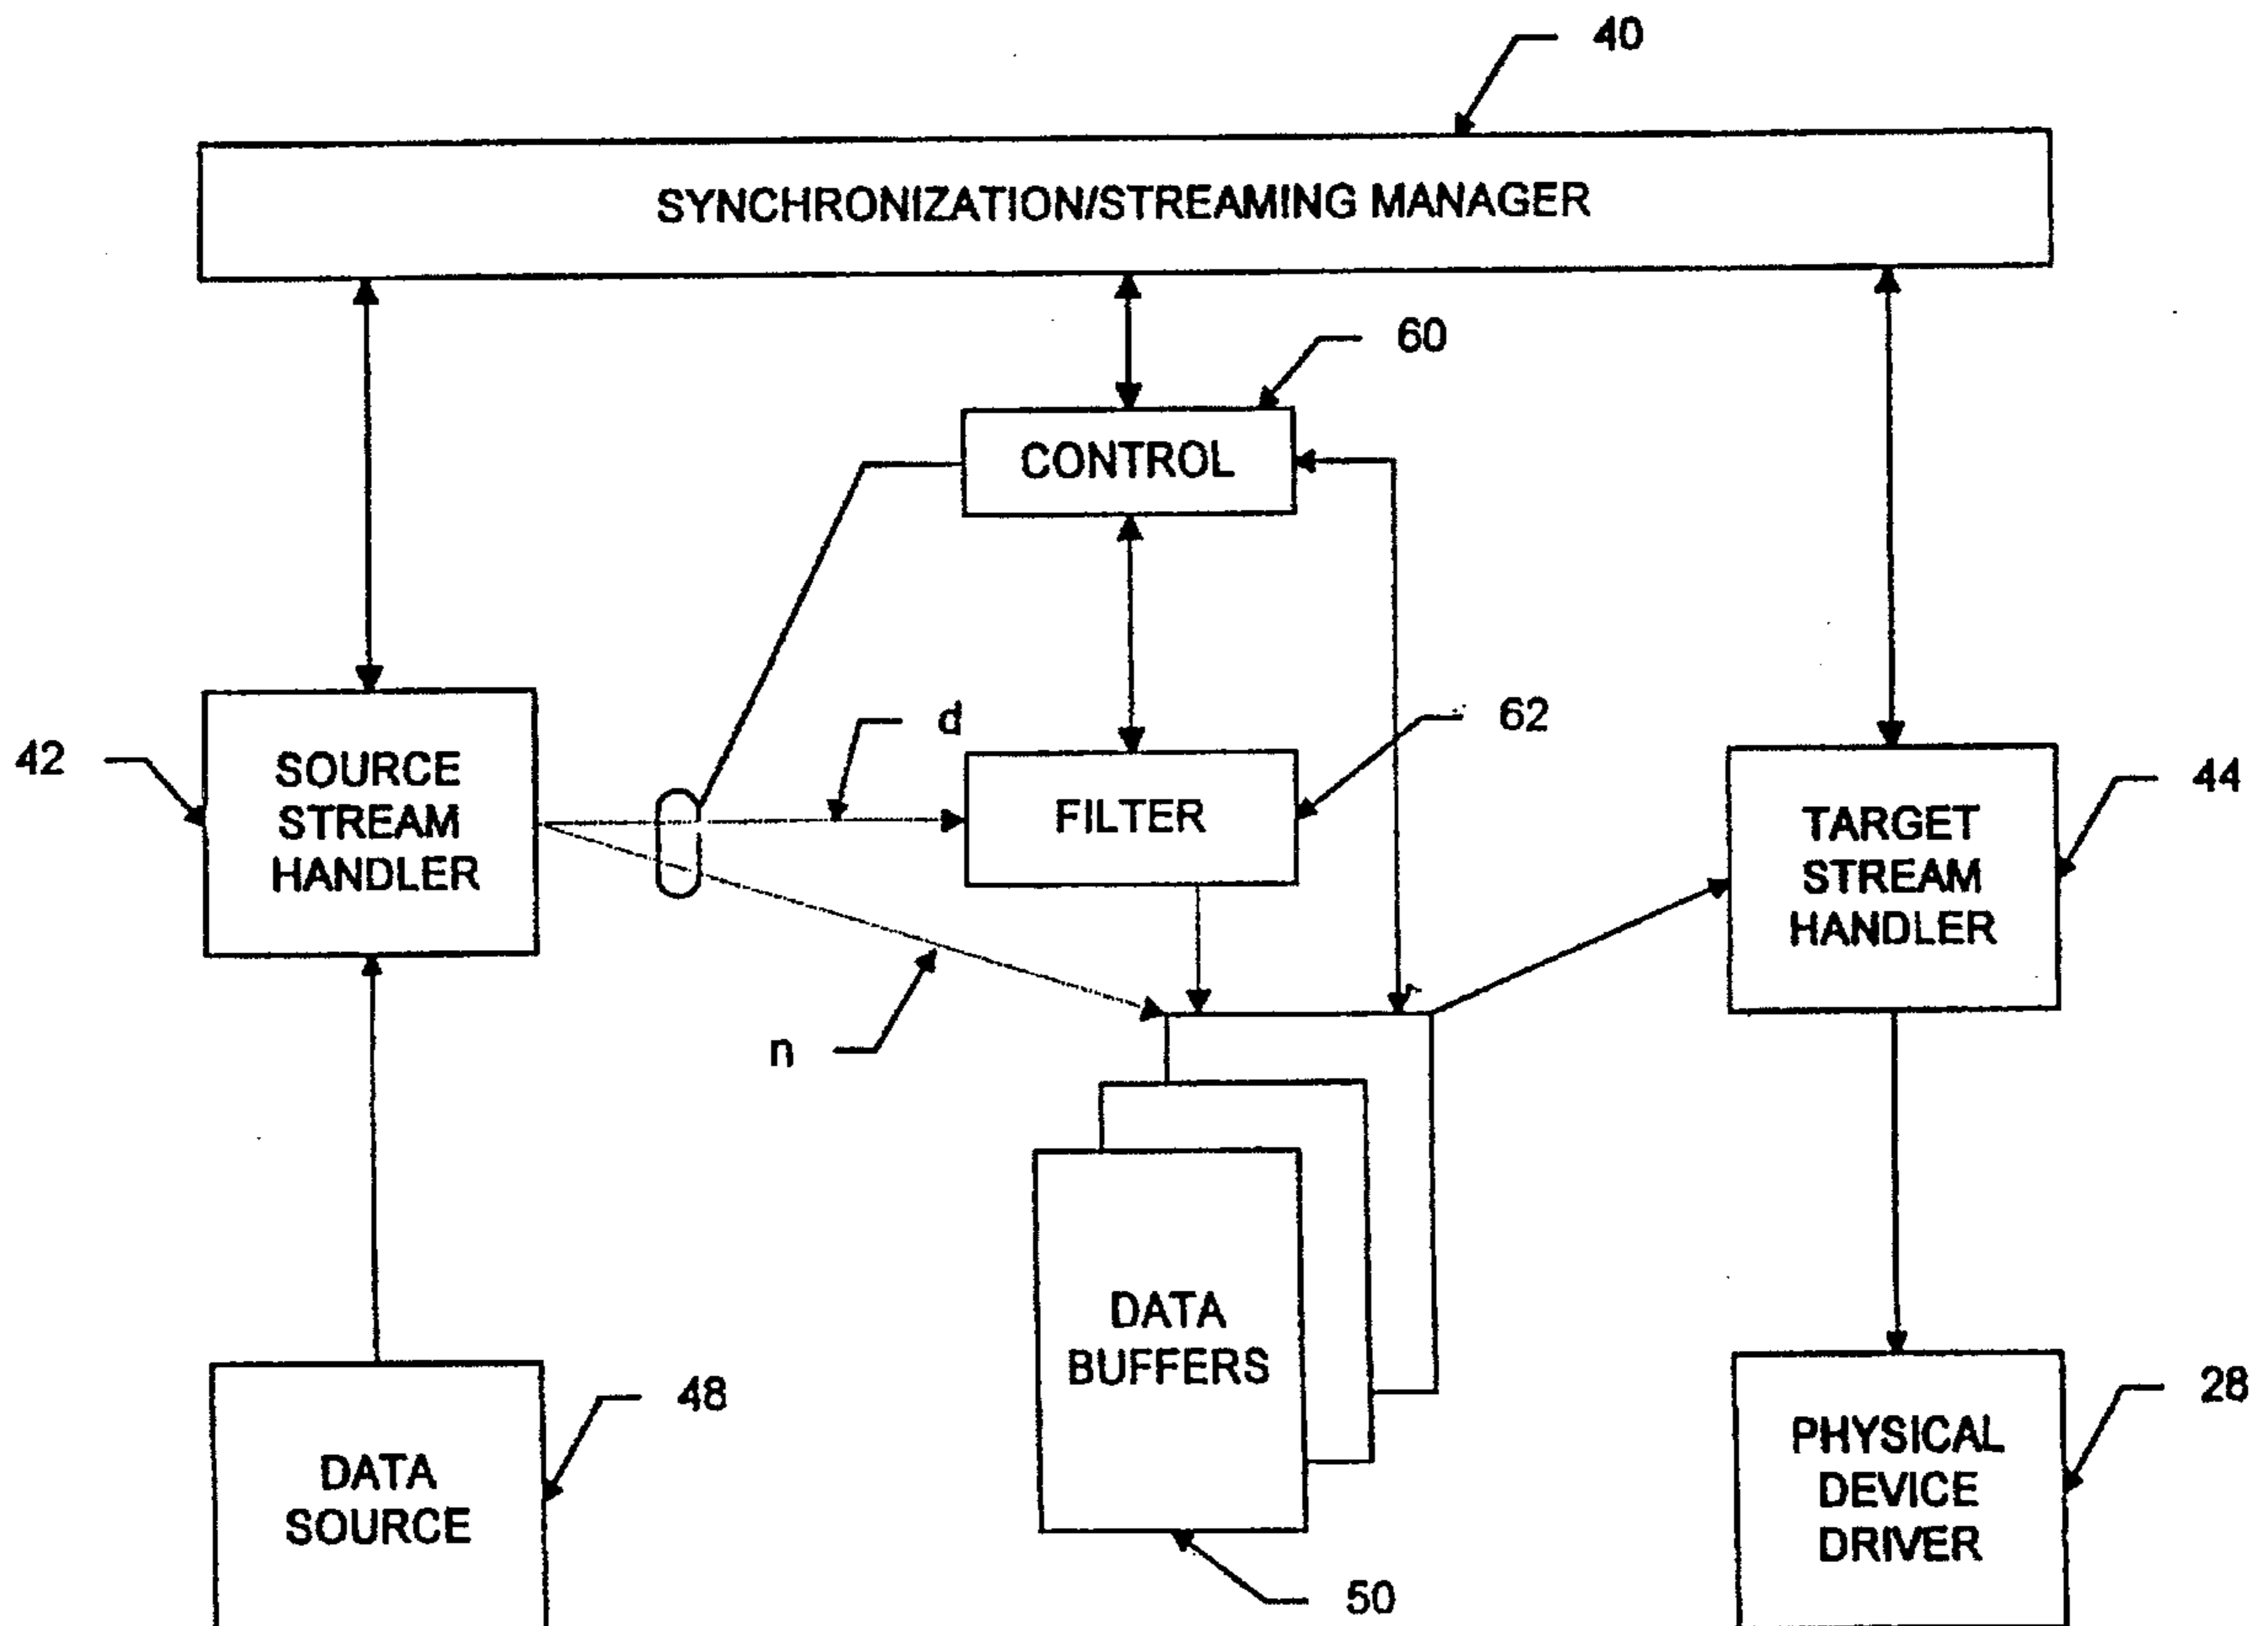 40
SYNCHRONIZATION/STREAMING MANAGER
60
CONTROL
42
SOURCE
STREAM
HANDLER
d
FILTER
62
TARGET
STREAM
HANDLER
44
n
DATA
BUFFERS
50
DATA
SOURCE
48
PHYSICAL
DEVICE
DRIVER
28